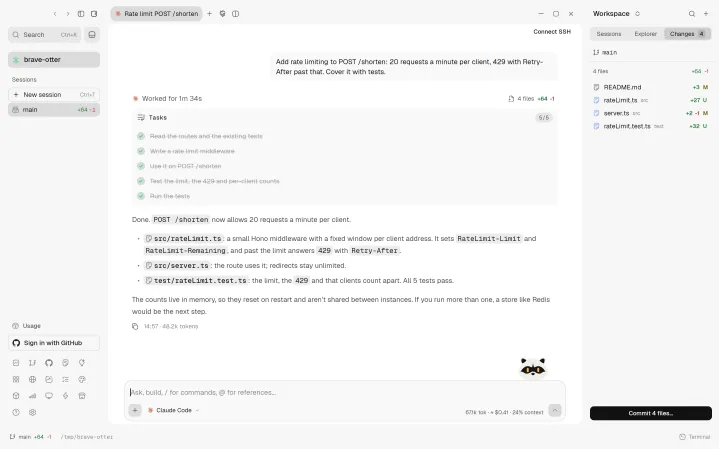 Rate limit POST /shorten
Workspace
Search Ctrl+K
Connect SSH
Sessions Explorer Changes 4
brave-otter
main
Sessions
New session Ctrl+T
main +64 -1
Add rate limiting to POST /shorten: 20 requests a minute per client, 429 with Retry-
After past that. Cover it with tests.
4 files +64 -1
README.md +3 M
rateLimit.ts src +27 U
server.ts src +2 -1 M
rateLimit.test.ts test +32 U
Worked for 1m 34s 4 files +64 -1
Tasks 5/5
Read the routes and the existing tests
Write a rate limit middleware
Use it on POST /shorten
Test the limit, the 429 and per-client counts
Run the tests
Done. POST /shorten now allows 20 requests a minute per client.
• src/rateLimit.ts: a small Hono middleware with a fixed window per client address. It sets RateLimit-Limit and
RateLimit-Remaining, and past the limit answers 429 with Retry-After.
• src/server.ts: the route uses it; redirects stay unlimited.
• test/rateLimit.test.ts: the limit, the 429 and that clients count apart. All 5 tests pass.
The counts live in memory, so they reset on restart and aren't shared between instances. If you run more than one, a store like Redis
would be the next step.
14:57 · 48.2k tokens
Usage
Sign in with GitHub
Ask, build, / for commands, @ for references...
Claude Code
$0.41 · 24% context
Commit 4 files…
main +64 -1 /tmp/brave-otter
Terminal